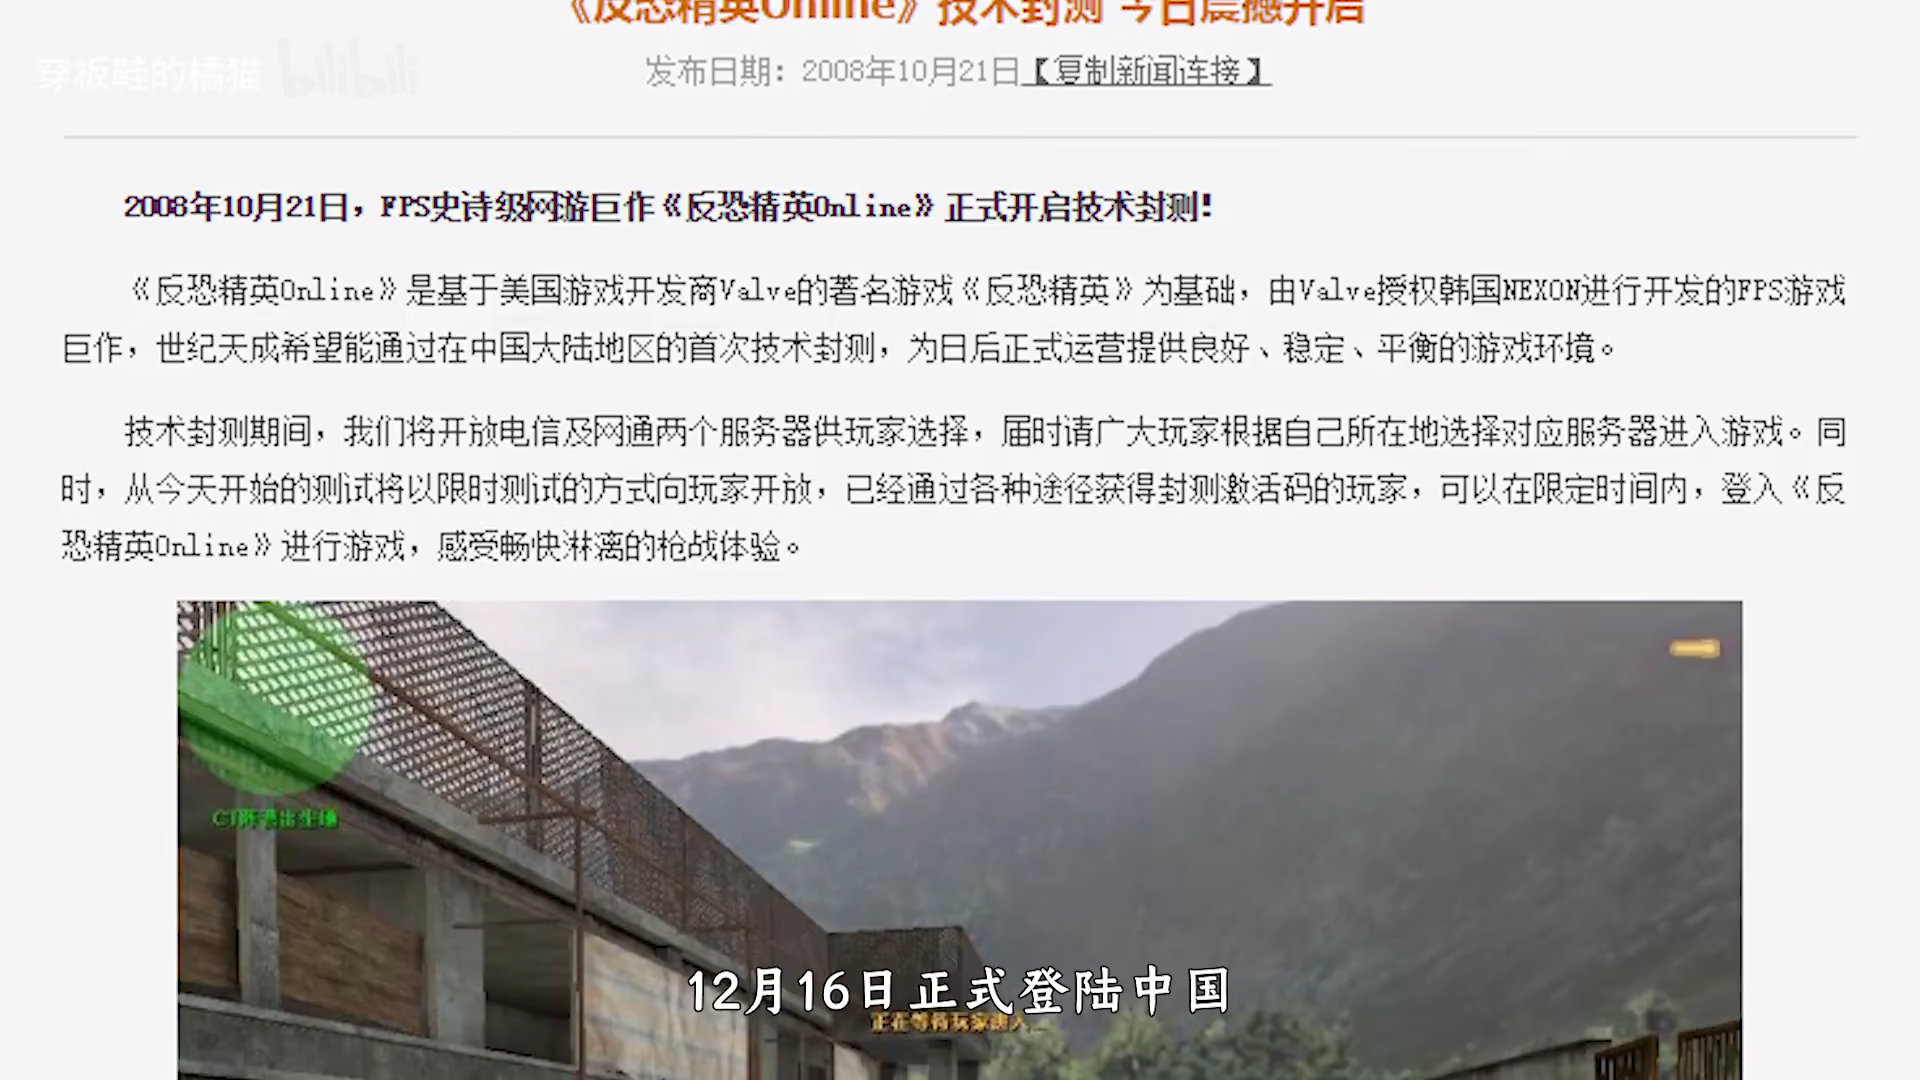 《反恐精英Online》技术封测 今日震撼开启
穿板鞋的橘猫 bilibili
发布日期：2008年10月21日【复制新闻连接】
2008年10月21日，FPS史诗级网游巨作《反恐精英Online》正式开启技术封测！
《反恐精英Online》是基于美国游戏开发商Valve的著名游戏《反恐精英》为基础，由Valve授权韩国NEXON进行开发的FPS游戏
巨作，世纪天成希望能通过在中国大陆地区的首次技术封测，为日后正式运营提供良好、稳定、平衡的游戏环境。
技术封测期间，我们将开放电信及网通两个服务器供玩家选择，届时请广大玩家根据自己所在地选择对应服务器进入游戏。同
时，从今天开始的测试将以限时测试的方式向玩家开放，已经通过各种途径获得封测激活码的玩家，可以在限定时间内，登入《反
恐精英Online》进行游戏，感受畅快淋漓的枪战体验。
12月16日正式登陆中国
正在等待玩家进入...